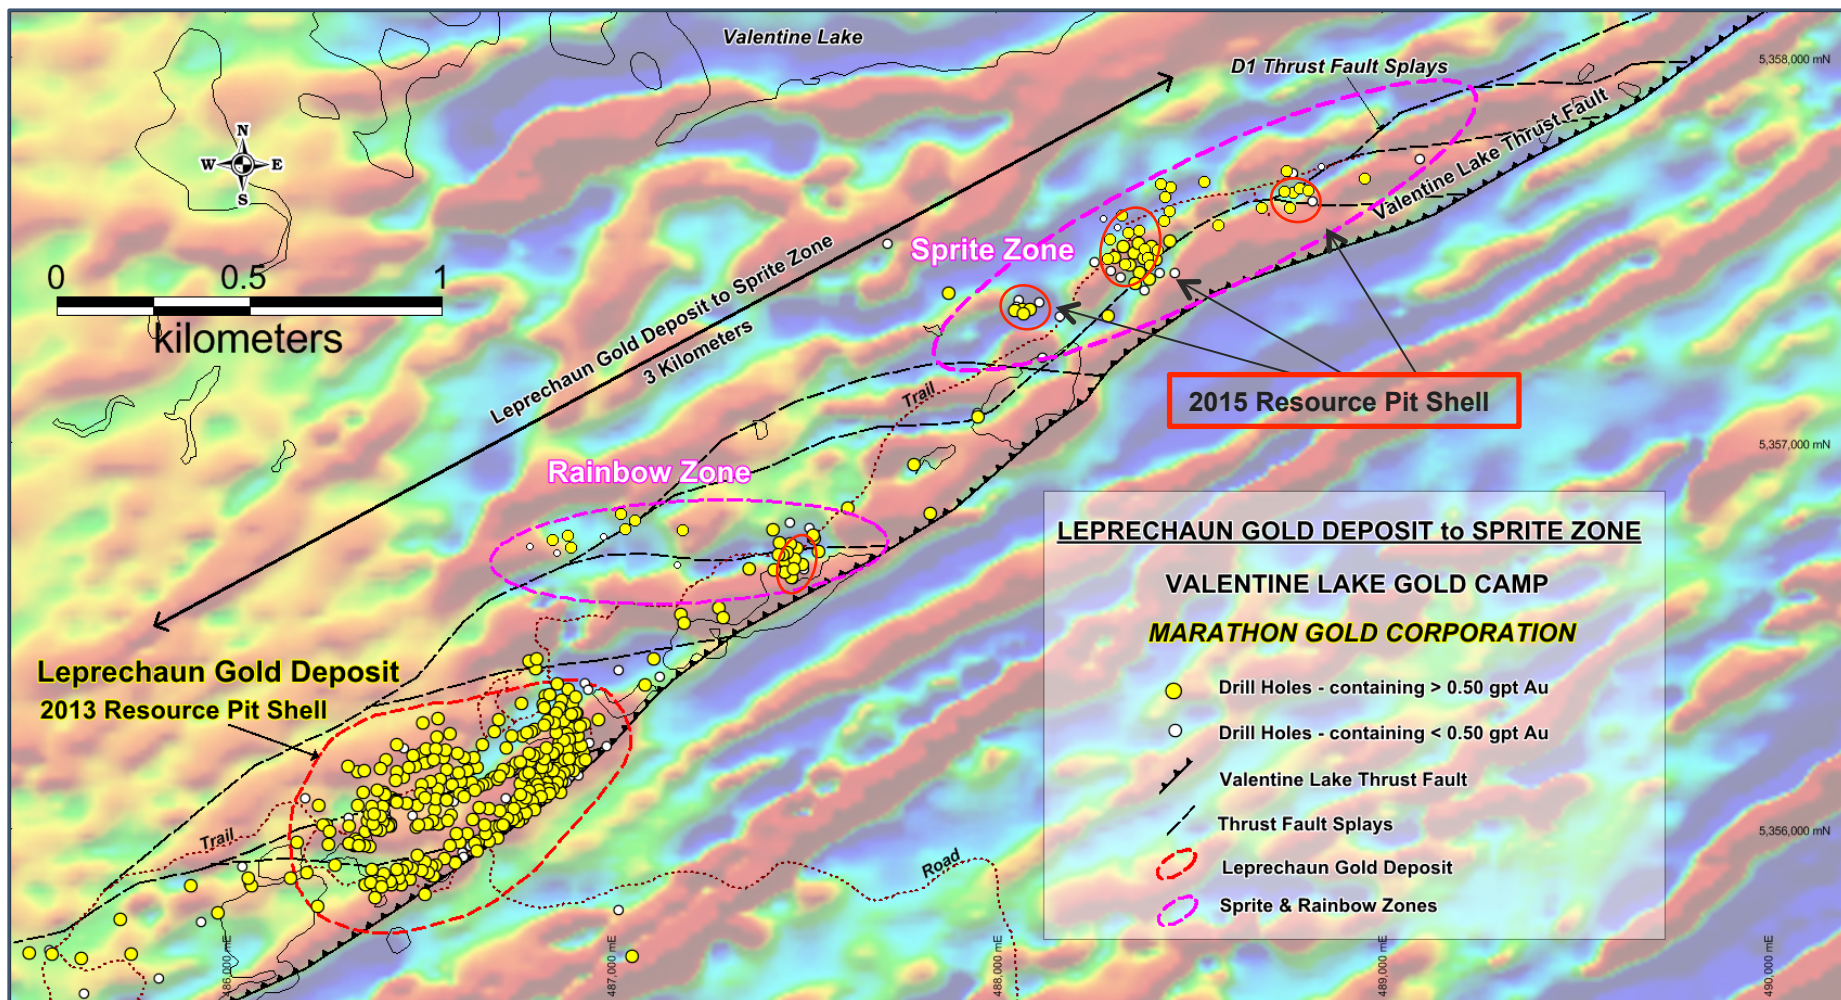 Valentine Lake
D1 Thrust Fault Splays
5,358,000 mN
N
W
E
S
Valentine Lake Thrust Fault
Leprechaun Gold Deposit to Sprite Zone
3 Kilometers
Sprite Zone
0 0.5 1
kilometers
Trail
2015 Resource Pit Shell
5,357,000 mN
Rainbow Zone
LEPRECHAUN GOLD DEPOSIT to SPRITE ZONE
VALENTINE LAKE GOLD CAMP
MARATHON GOLD CORPORATION
Drill Holes - containing > 0.50 gpt Au
Drill Holes - containing < 0.50 gpt Au
Valentine Lake Thrust Fault
Thrust Fault Splays
Leprechaun Gold Deposit
Sprite & Rainbow Zones
Leprechaun Gold Deposit
2013 Resource Pit Shell
5,356,000 mN
Trail
Road
486,000 mE
487,000 mE
488,000 mE
489,000 mE
490,000 mE